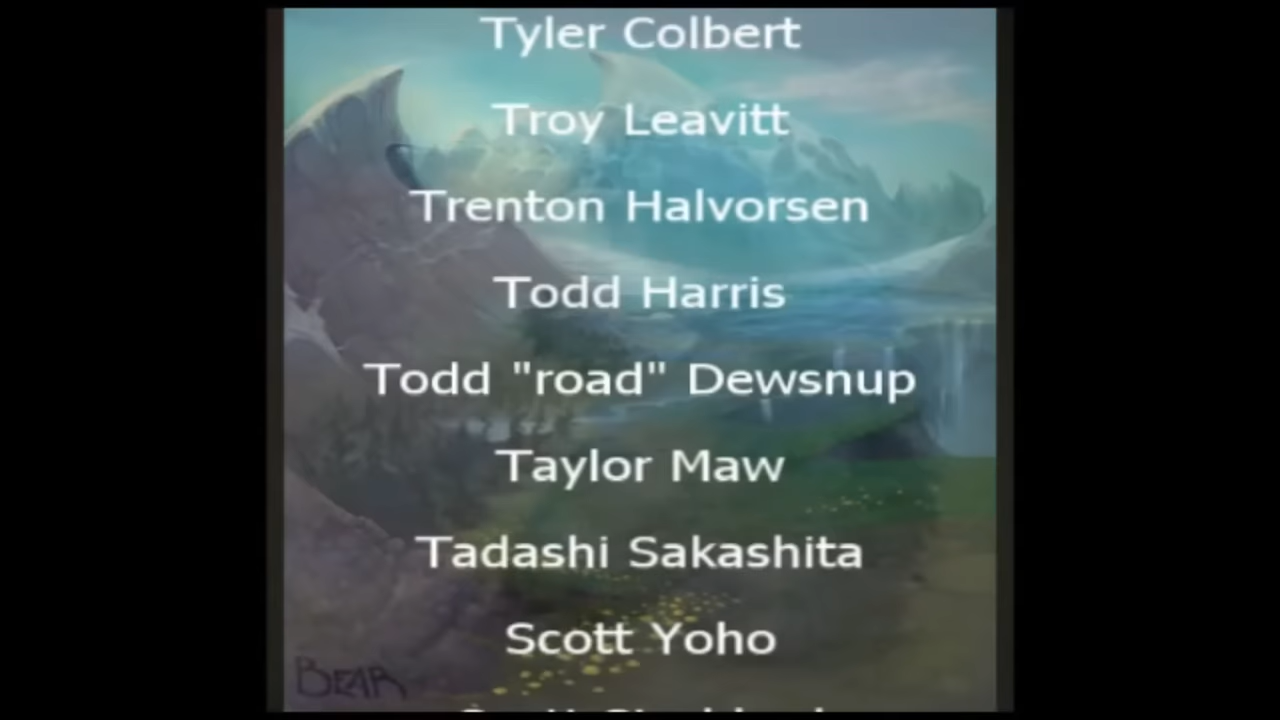 Tyler Colbert
Troy Leavitt
Trenton Halvorsen
Todd Harris
Todd "road" Dewsnup
Taylor Maw
Tadashi Sakashita
Scott Yoho
BEAR